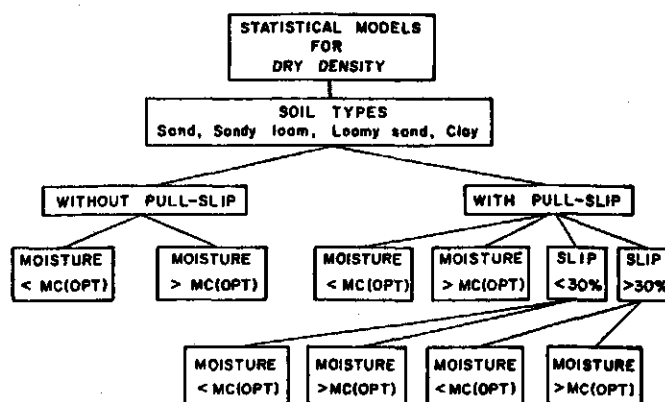 STATISTICAL MODELS
FOR
DRY DENSITY
SOIL TYPES
Sand, Sandy loam, Loamy sand, Clay
WITHOUT PULL-SLIP
WITH PULL-SLIP
MOISTURE
< MC(OPT)
MOISTURE
> MC(OPT)
MOISTURE
< MC(OPT)
MOISTURE
> MC(OPT)
SLIP
<30%
SLIP
>30%
MOISTURE
<MC(OPT)
MOISTURE
>MC(OPT)
MOISTURE
<MC(OPT)
MOISTURE
>MC(OPT)